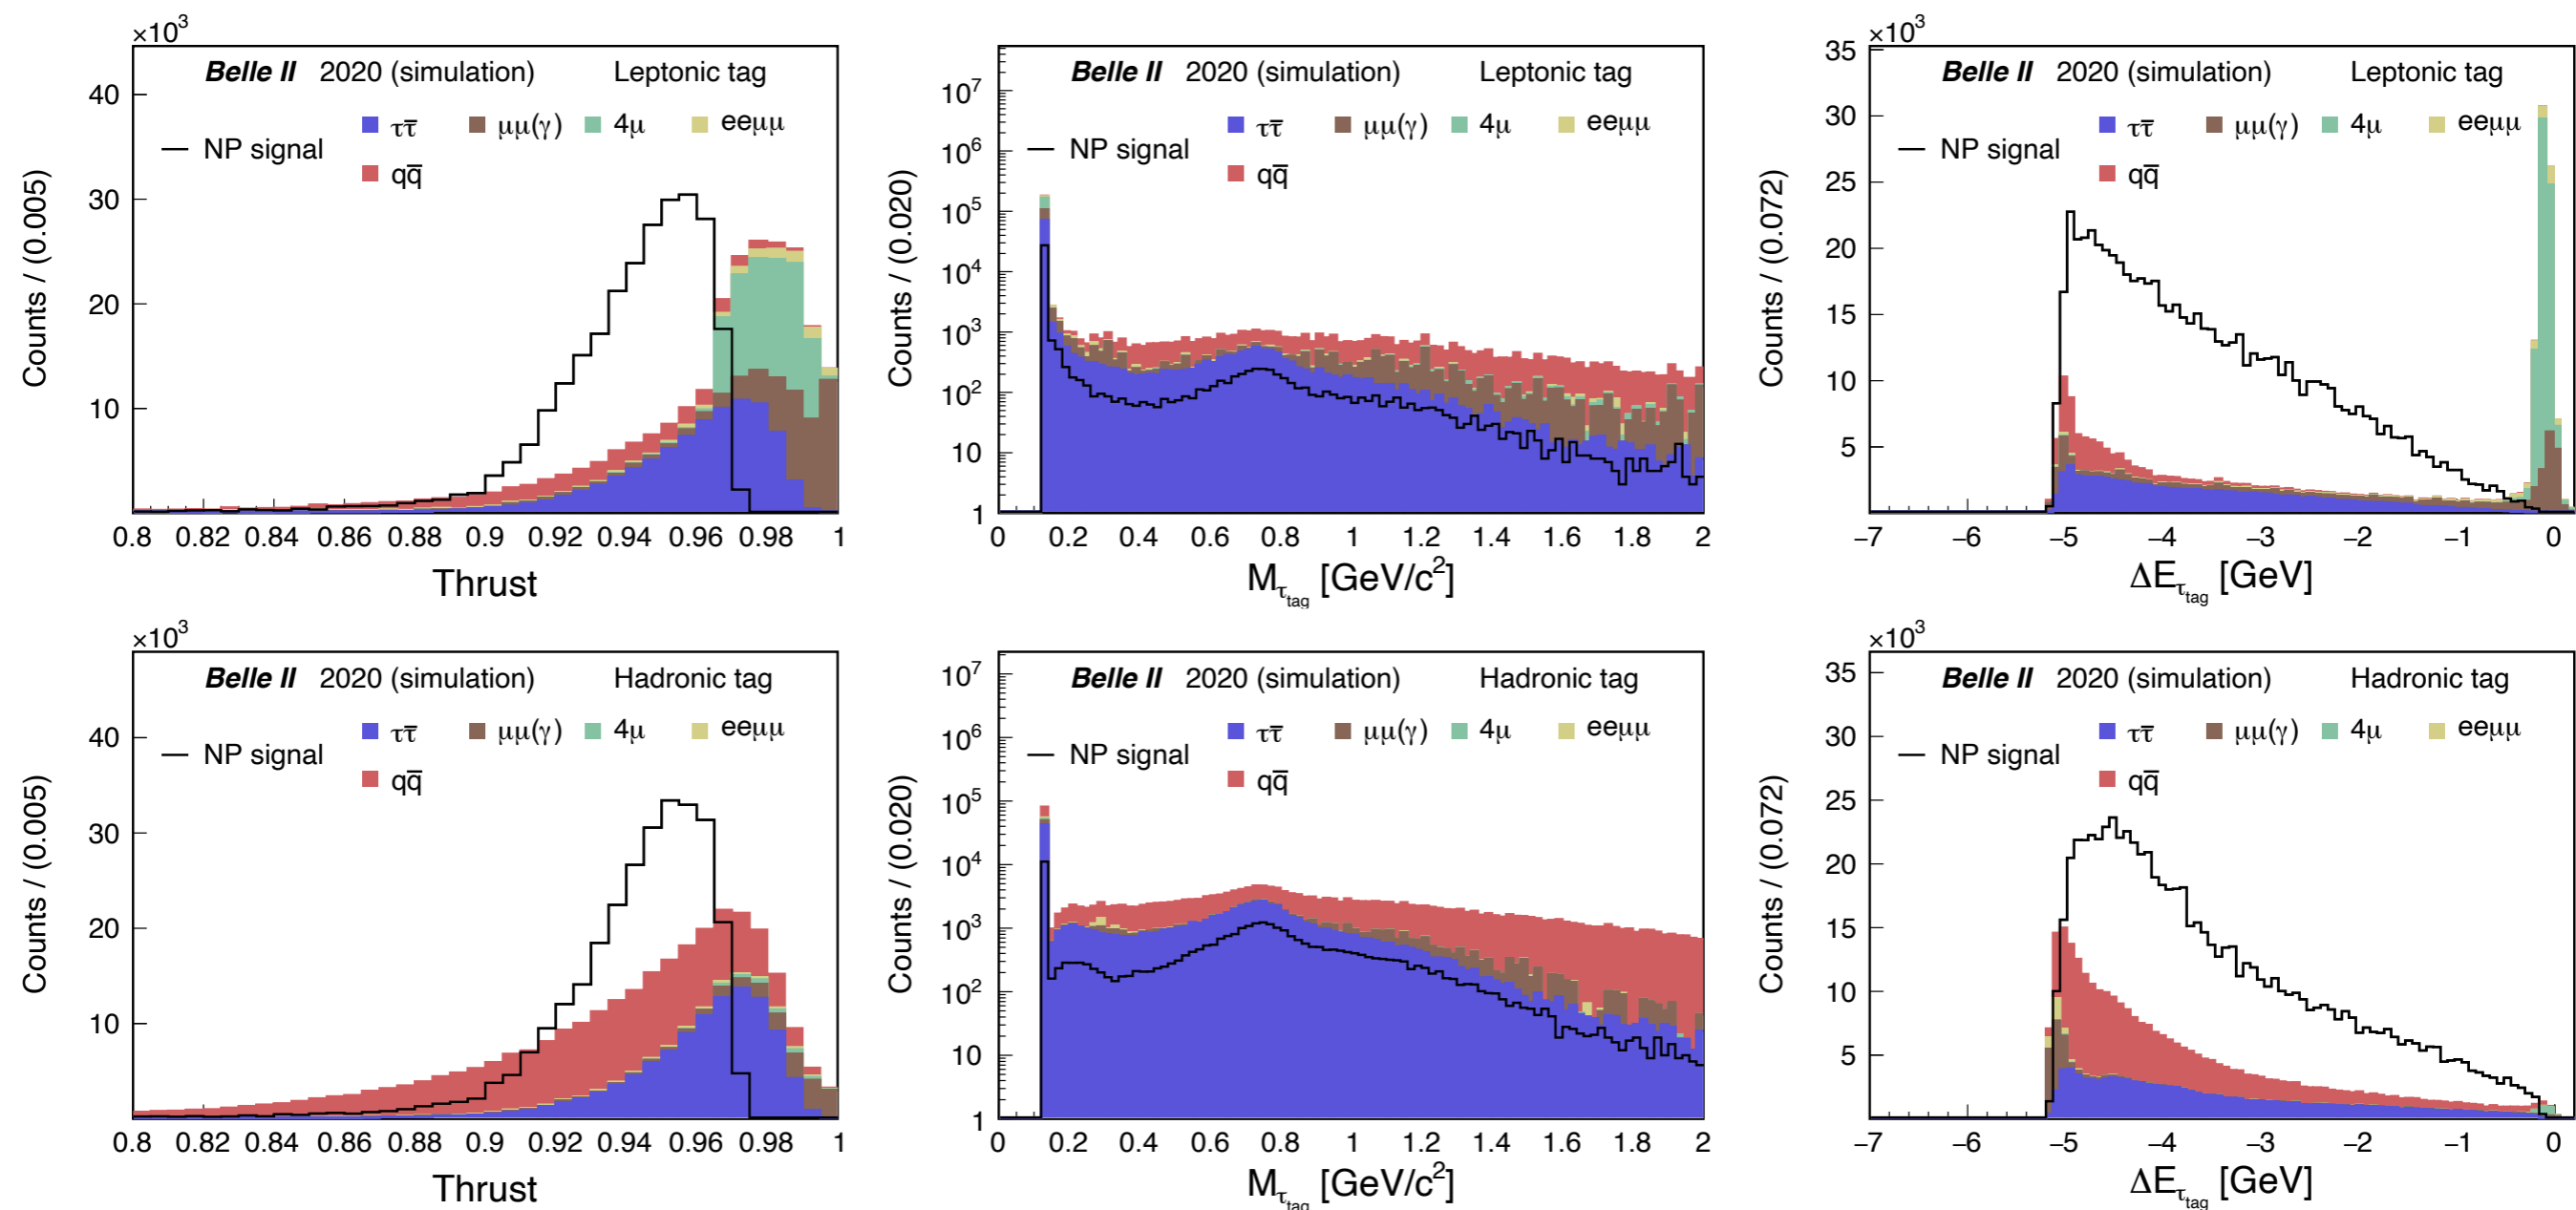 ×10³
Belle II 2020 (simulation) Leptonic tag
ττ̅ μμ(γ) 4μ eeμμ
NP signal
qq̅
Counts / (0.005)
40
30
20
10
0.8 0.82 0.84 0.86 0.88 0.9 0.92 0.94 0.96 0.98 1
Thrust
Belle II 2020 (simulation) Leptonic tag
ττ̅ μμ(γ) 4μ eeμμ
NP signal
qq̅
Counts / (0.020)
10⁷
10⁶
10⁵
10⁴
10³
10²
10
1
0 0.2 0.4 0.6 0.8 1 1.2 1.4 1.6 1.8 2
M_τtag [GeV/c²]
×10³
Belle II 2020 (simulation) Leptonic tag
ττ̅ μμ(γ) 4μ eeμμ
NP signal
qq̅
Counts / (0.072)
35
30
25
20
15
10
5
−7 −6 −5 −4 −3 −2 −1 0
ΔE_τtag [GeV]
×10³
Belle II 2020 (simulation) Hadronic tag
ττ̅ μμ(γ) 4μ eeμμ
NP signal
qq̅
Counts / (0.005)
40
30
20
10
0.8 0.82 0.84 0.86 0.88 0.9 0.92 0.94 0.96 0.98 1
Thrust
Belle II 2020 (simulation) Hadronic tag
ττ̅ μμ(γ) 4μ eeμμ
NP signal
qq̅
Counts / (0.020)
10⁷
10⁶
10⁵
10⁴
10³
10²
10
1
0 0.2 0.4 0.6 0.8 1 1.2 1.4 1.6 1.8 2
M_τtag [GeV/c²]
×10³
Belle II 2020 (simulation) Hadronic tag
ττ̅ μμ(γ) 4μ eeμμ
NP signal
qq̅
Counts / (0.072)
35
30
25
20
15
10
5
−7 −6 −5 −4 −3 −2 −1 0
ΔE_τtag [GeV]